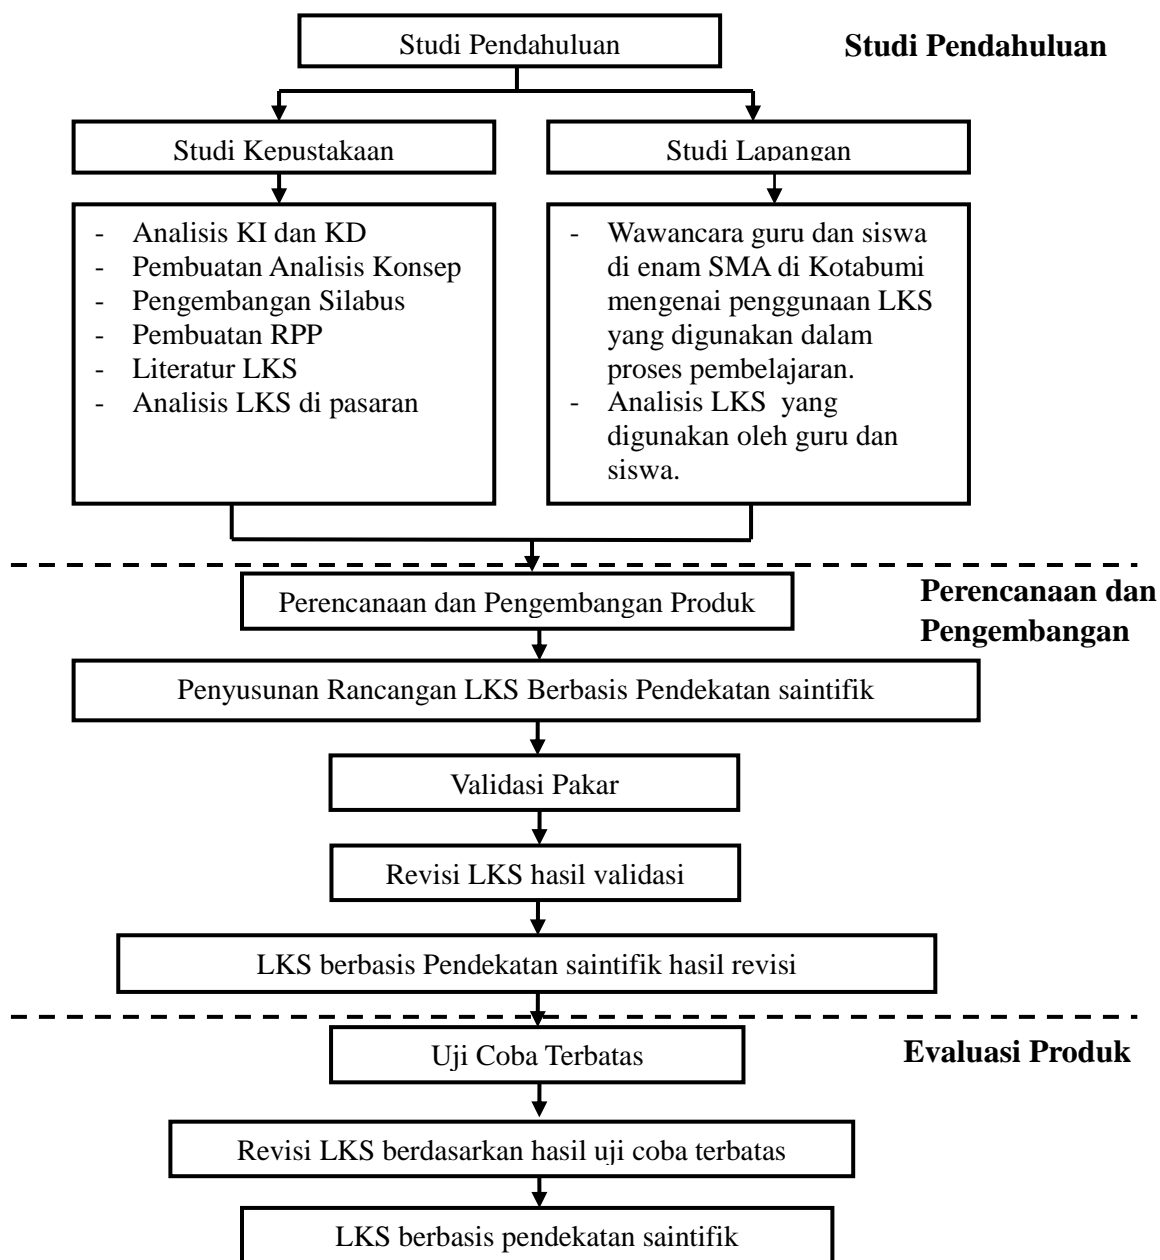 Studi Pendahuluan
Studi Pendahuluan
Studi Kepustakaan
Studi Lapangan
- Analisis KI dan KD
- Pembuatan Analisis Konsep
- Pengembangan Silabus
- Pembuatan RPP
- Literatur LKS
- Analisis LKS di pasaran
- Wawancara guru dan siswa
di enam SMA di Kotabumi
mengenai penggunaan LKS
yang digunakan dalam
proses pembelajaran.
- Analisis LKS yang
digunakan oleh guru dan
siswa.
Perencanaan dan Pengembangan Produk
Perencanaan dan
Pengembangan
Penyusunan Rancangan LKS Berbasis Pendekatan saintifik
Validasi Pakar
Revisi LKS hasil validasi
LKS berbasis Pendekatan saintifik hasil revisi
Uji Coba Terbatas
Evaluasi Produk
Revisi LKS berdasarkan hasil uji coba terbatas
LKS berbasis pendekatan saintifik